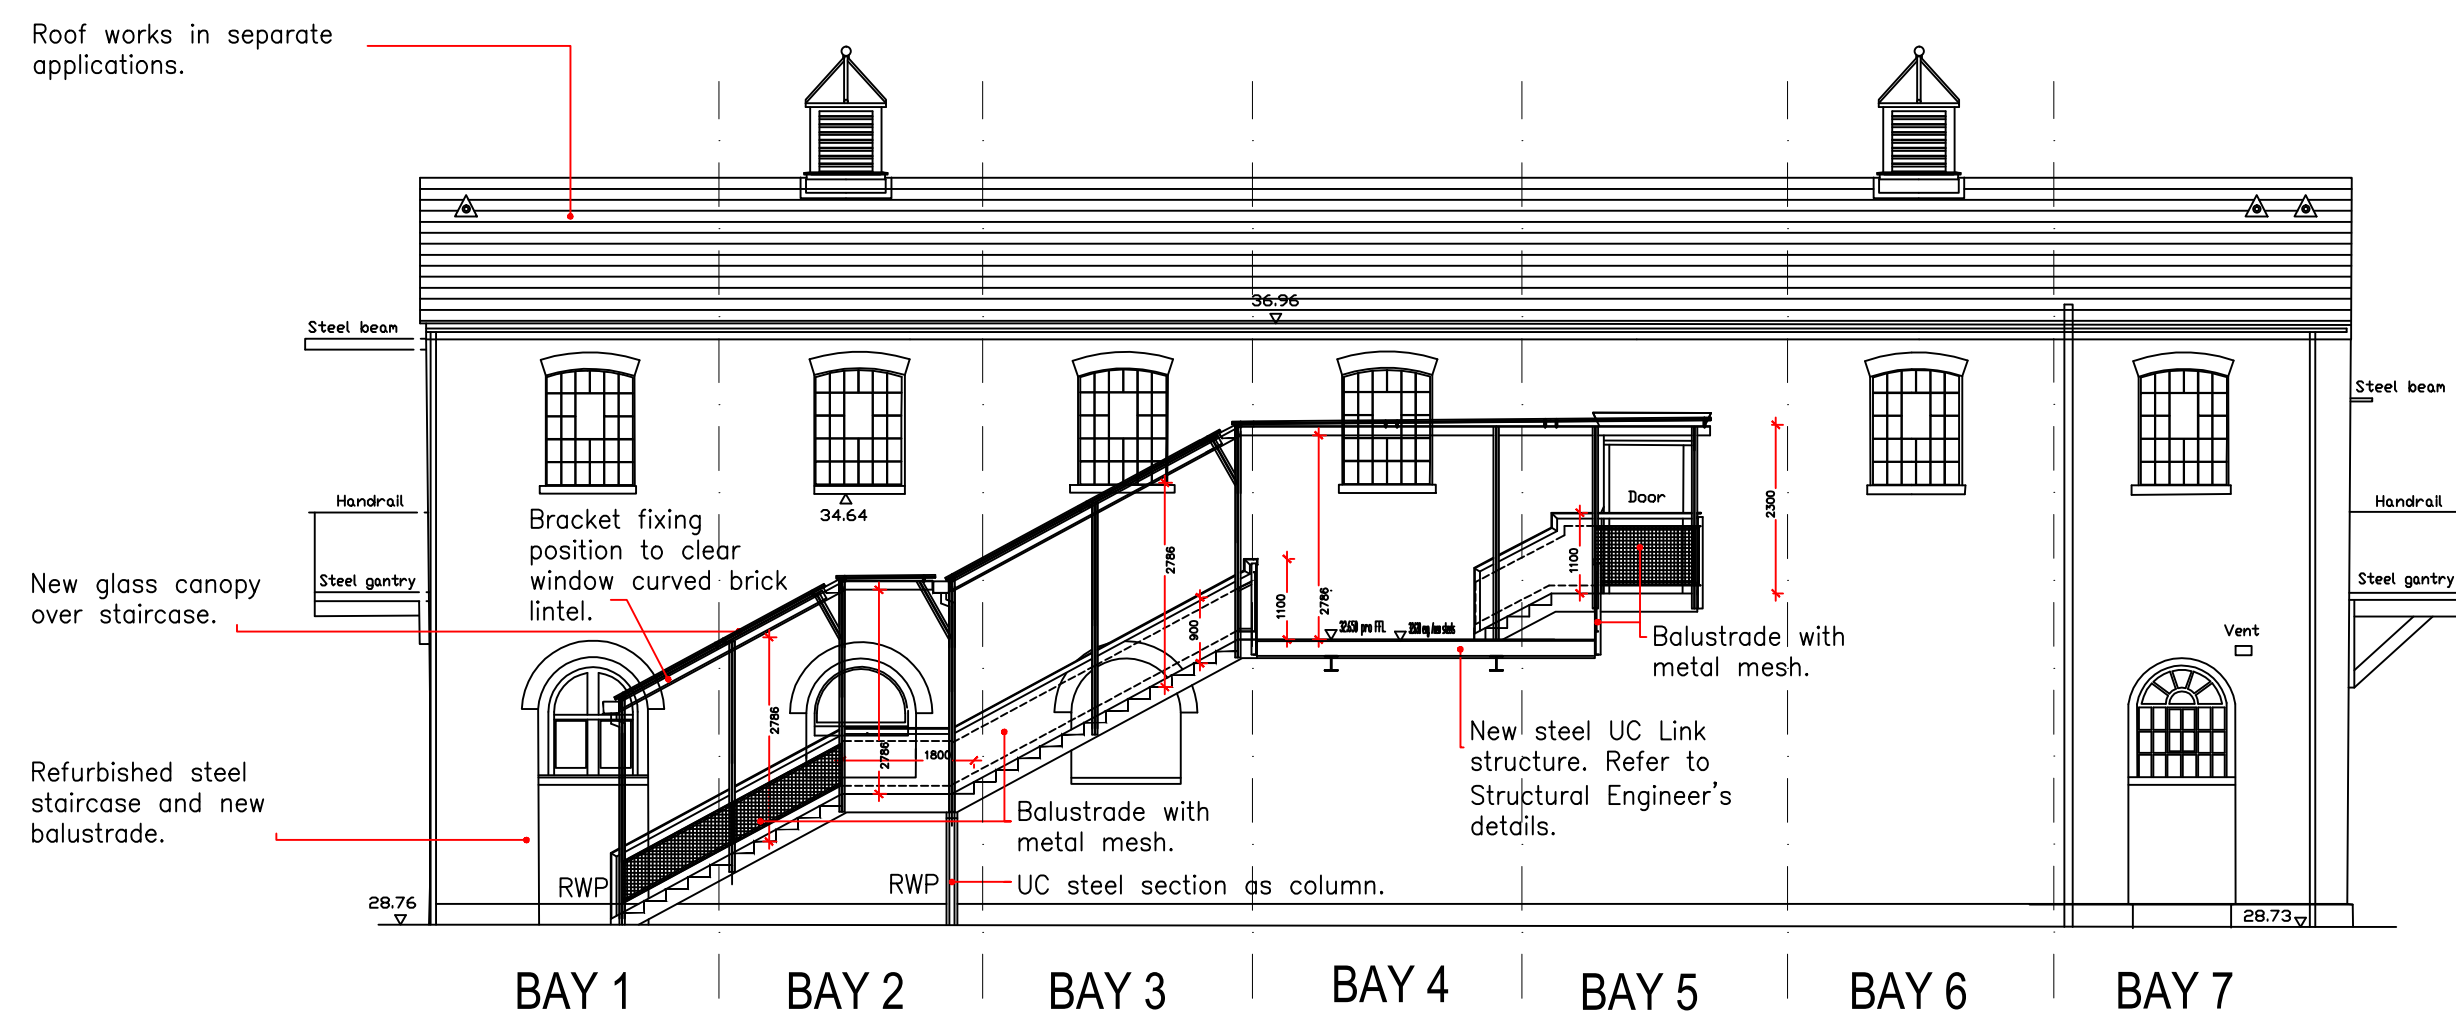 Roof works in separate
applications.
36.96
Steel beam
Steel beam
Handrail
Door
Handrail
34.64
2300
Bracket fixing
position to clear
window curved brick
lintel.
2786
1100
New glass canopy
over staircase.
Steel gantry
Steel gantry
1100
2786
900
pro FFL
Vent
Balustrade with
metal mesh.
2786
2786
1800
New steel UC Link
structure. Refer to
Structural Engineer's
details.
Refurbished steel
staircase and new
balustrade.
Balustrade with
metal mesh.
RWP
RWP
UC steel section as column.
28.76
28.73
BAY 1
BAY 2
BAY 3
BAY 4
BAY 5
BAY 6
BAY 7